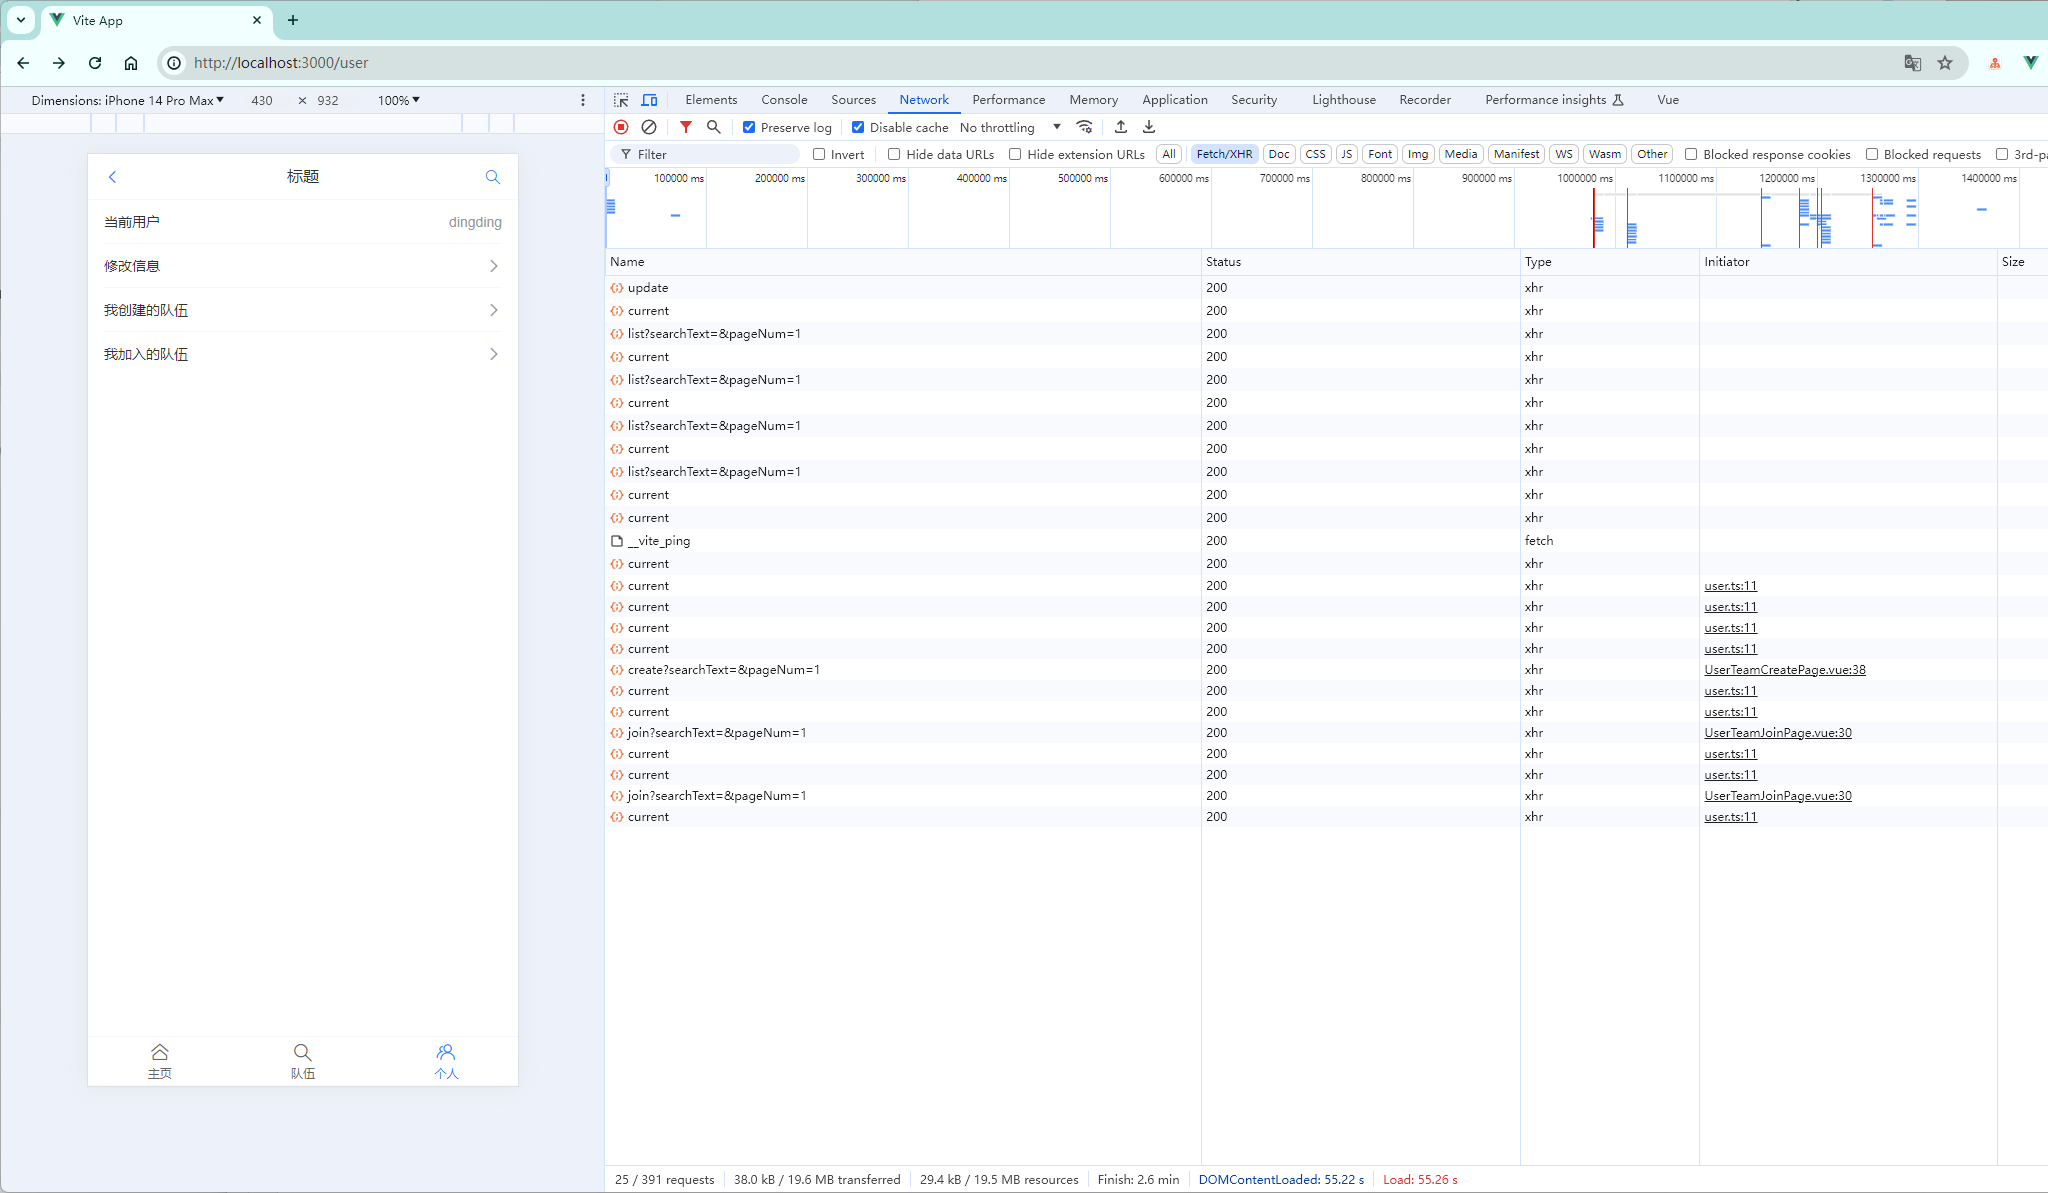 Vite App
http://localhost:3000/user
Dimensions: iPhone 14 Pro Max 430 × 932 100%
Elements Console Sources Network Performance Memory Application Security Lighthouse Recorder Performance insights Vue
Preserve log Disable cache No throttling
Filter Invert Hide data URLs Hide extension URLs All Fetch/XHR Doc CSS JS Font Img Media Manifest WS Wasm Other Blocked response cookies Blocked requests 3rd-pa
100000 ms 200000 ms 300000 ms 400000 ms 500000 ms 600000 ms 700000 ms 800000 ms 900000 ms 1000000 ms 1100000 ms 1200000 ms 1300000 ms 1400000 ms
标题
当前用户 dingding
修改信息
我创建的队伍
我加入的队伍
主页 队伍 个人
Name Status Type Initiator Size
update 200 xhr
current 200 xhr
list?searchText=&pageNum=1 200 xhr
current 200 xhr
list?searchText=&pageNum=1 200 xhr
current 200 xhr
list?searchText=&pageNum=1 200 xhr
current 200 xhr
list?searchText=&pageNum=1 200 xhr
current 200 xhr
current 200 xhr
__vite_ping 200 fetch
current 200 xhr
current 200 xhr user.ts:11
current 200 xhr user.ts:11
current 200 xhr user.ts:11
current 200 xhr user.ts:11
create?searchText=&pageNum=1 200 xhr UserTeamCreatePage.vue:38
current 200 xhr user.ts:11
current 200 xhr user.ts:11
join?searchText=&pageNum=1 200 xhr UserTeamJoinPage.vue:30
current 200 xhr user.ts:11
current 200 xhr user.ts:11
join?searchText=&pageNum=1 200 xhr UserTeamJoinPage.vue:30
current 200 xhr user.ts:11
25 / 391 requests 38.0 kB / 19.6 MB transferred 29.4 kB / 19.5 MB resources Finish: 2.6 min DOMContentLoaded: 55.22 s Load: 55.26 s